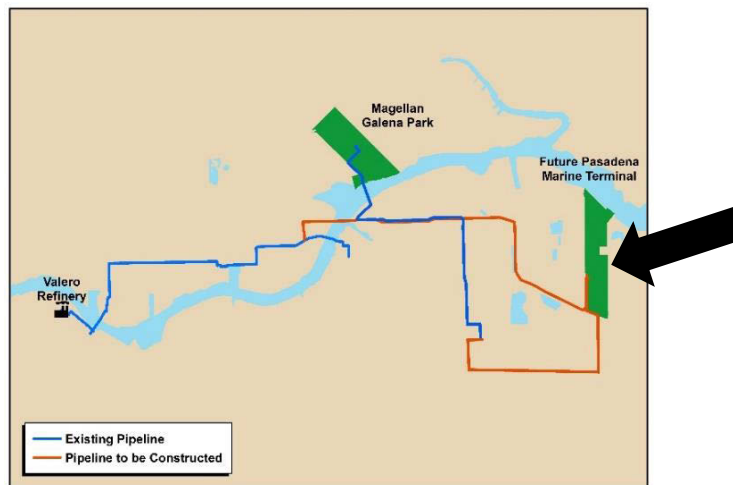 Magellan
Galena Park
Future Pasadena
Marine Terminal
Valero
Refinery
Existing Pipeline
Pipeline to be Constructed